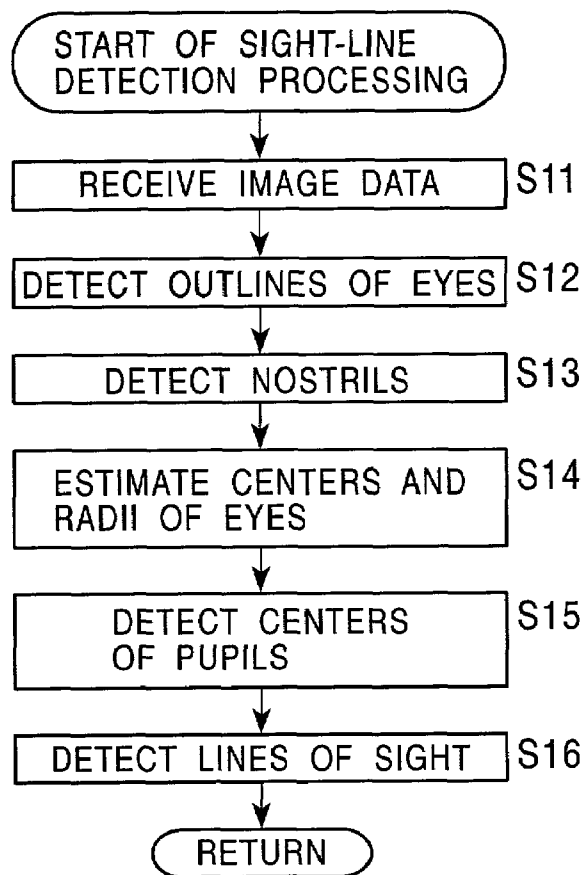 START OF SIGHT-LINE
DETECTION PROCESSING
RECEIVE IMAGE DATA S11
DETECT OUTLINES OF EYES S12
DETECT NOSTRILS S13
ESTIMATE CENTERS AND S14
RADII OF EYES
DETECT CENTERS S15
OF PUPILS
DETECT LINES OF SIGHT S16
RETURN